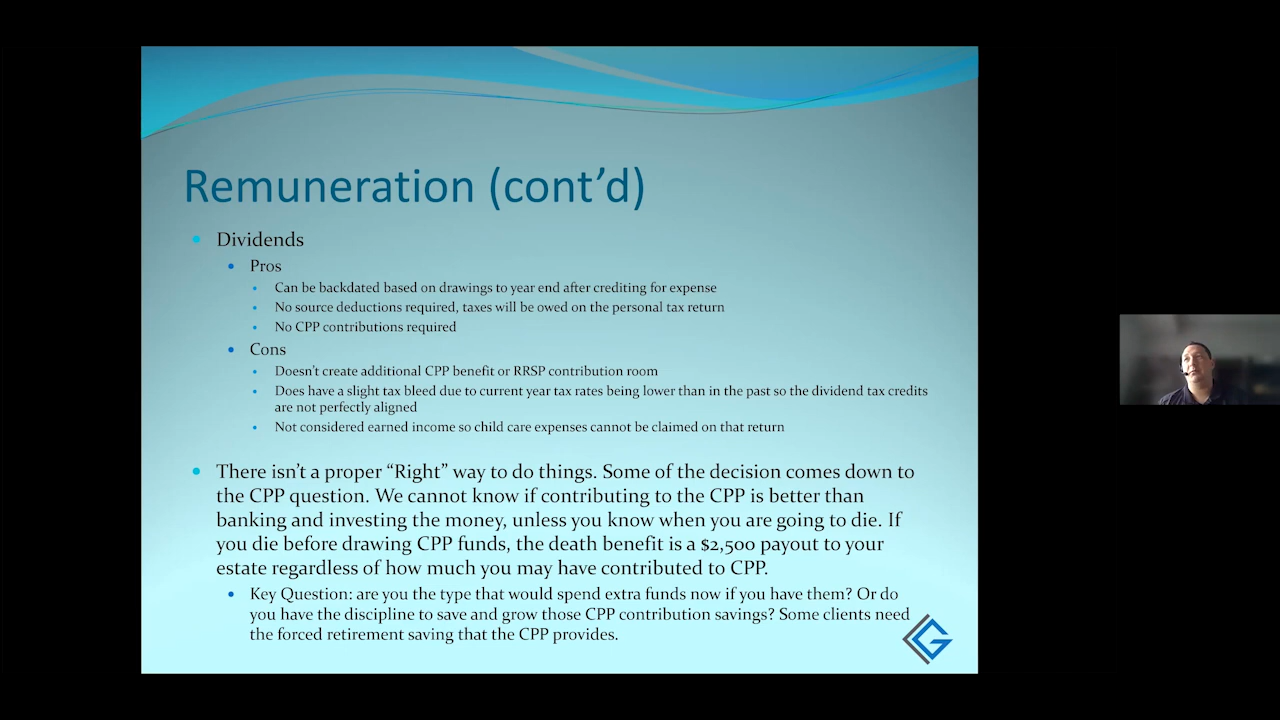 Remuneration (cont’d)
Dividends
Pros
Can be backdated based on drawings to year end after crediting for expense
No source deductions required, taxes will be owed on the personal tax return
No CPP contributions required
Cons
Doesn’t create additional CPP benefit or RRSP contribution room
Does have a slight tax bleed due to current year tax rates being lower than in the past so the dividend tax credits
are not perfectly aligned
Not considered earned income so child care expenses cannot be claimed on that return
There isn’t a proper “Right” way to do things. Some of the decision comes down to
the CPP question. We cannot know if contributing to the CPP is better than
banking and investing the money, unless you know when you are going to die. If
you die before drawing CPP funds, the death benefit is a $2,500 payout to your
estate regardless of how much you may have contributed to CPP.
Key Question: are you the type that would spend extra funds now if you have them? Or do
you have the discipline to save and grow those CPP contribution savings? Some clients need
the forced retirement saving that the CPP provides.